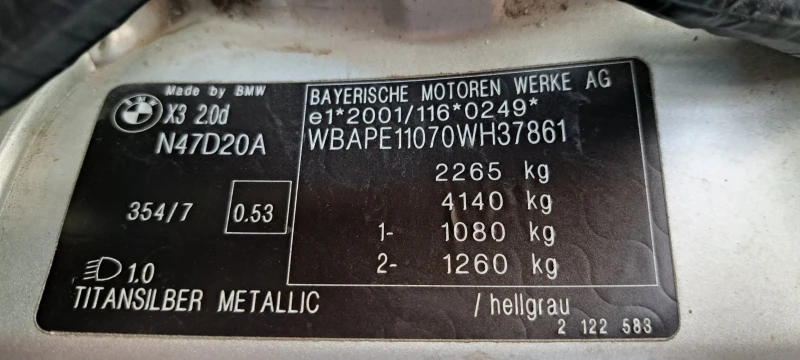 Made by BMW
BMW
X3 2.0d
N47D20A
354/7
0.53
1.0
TITANSILBER METALLIC
BAYERISCHE MOTOREN WERKE AG
e1*2001/116*0249*
WBAPE11070WH37861
2265 kg
4140 kg
1- 1080 kg
2- 1260 kg
/ hellgrau
2 122 583